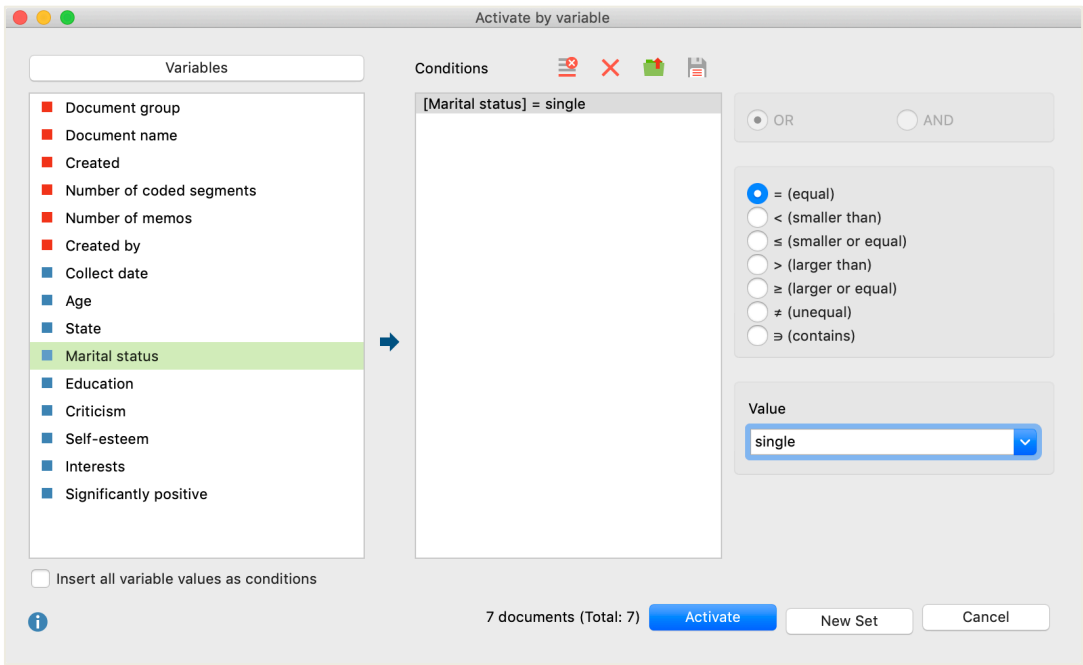 Activate by variable
Variables
Document group
Document name
Created
Number of coded segments
Number of memos
Created by
Collect date
Age
State
Marital status
Education
Criticism
Self-esteem
Interests
Significantly positive
Insert all variable values as conditions
Conditions
[Marital status] = single
OR AND
= (equal)
< (smaller than)
≤ (smaller or equal)
> (larger than)
≥ (larger or equal)
≠ (unequal)
∋ (contains)
Value
single
7 documents (Total: 7) Activate New Set Cancel